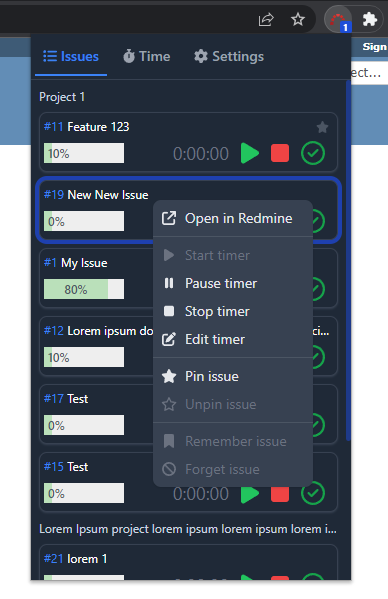 1
Sign
ect...
Issues Time Settings
Project 1
#11 Feature 123
10% 0:00:00
#19 New New Issue
0%
Open in Redmine
Start timer
Pause timer
Stop timer
Edit timer
Pin issue
Unpin issue
Remember issue
Forget issue
#1 My Issue
80%
#12 Lorem ipsum do ci...
10%
#17 Test
0%
#15 Test
0% 0:00:00
Lorem Ipsum project lorem ipsum lorem ipsum lorem i...
#21 lorem 1